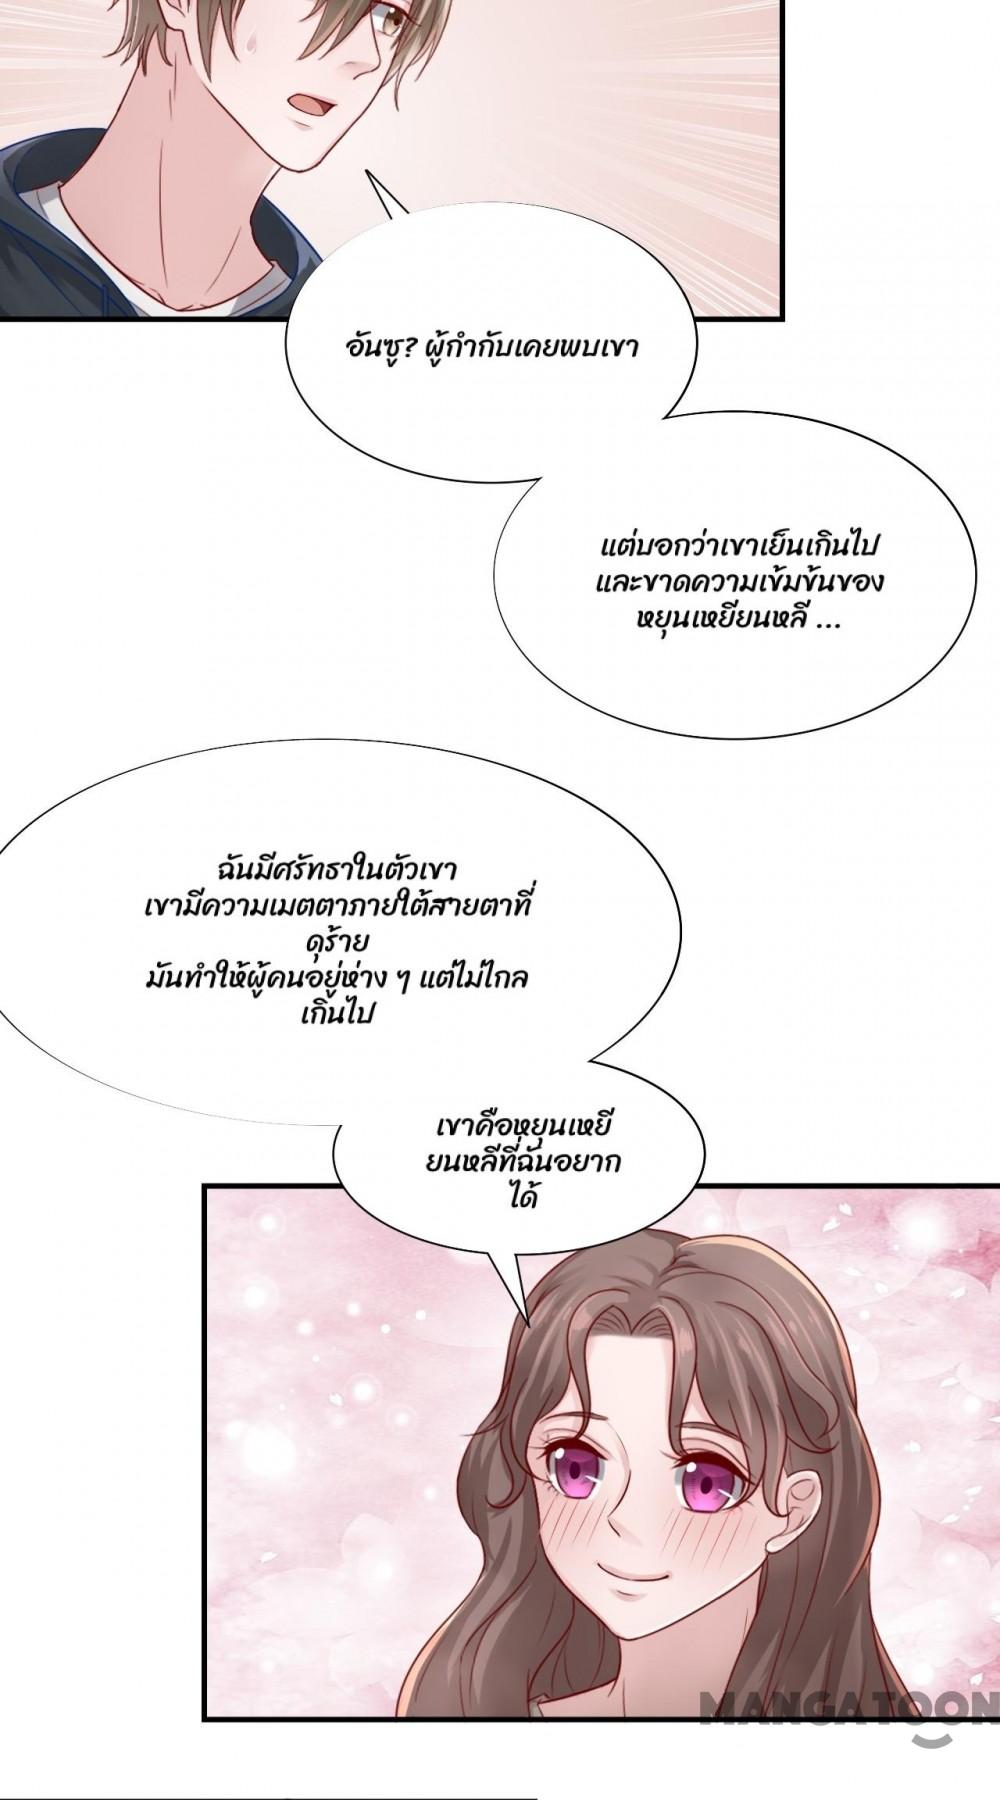 อันซู? ผู้กำกับเคยพบเขา
แต่บอกว่าเขาเย็นเกินไป
และขาดความเข้มข้นของ
หยุนเหยียนหลี ...
ฉันมีศรัทธาในตัวเขา
เขามีความเมตตาภายใต้สายตาที่
ดุร้าย
มันทำให้ผู้คนอยู่ห่าง ๆ แต่ไม่ไกล
เกินไป
เขาคือหยุนเหยี
ยนหลีที่ฉันอยาก
ได้
MANGATOON